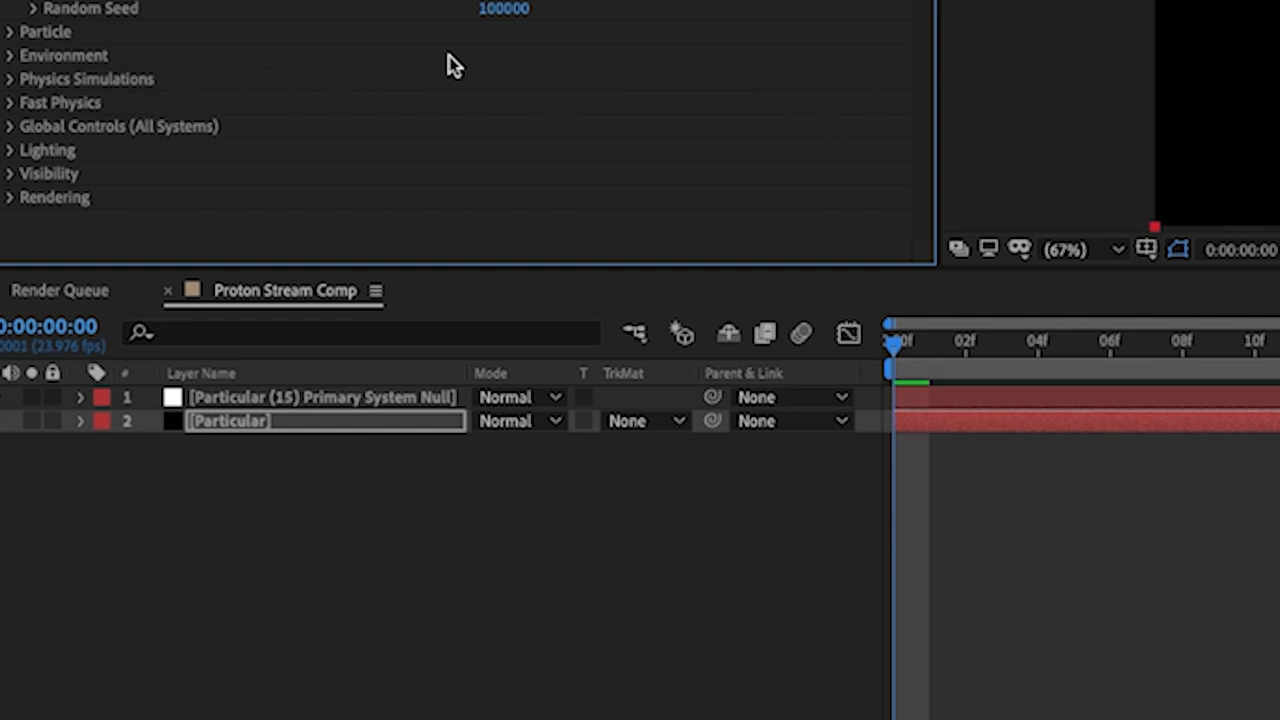 Random Seed 100000
Particle
Environment
Physics Simulations
Fast Physics
Global Controls (All Systems)
Lighting
Visibility
Rendering
(67%) 0:00:00:00
Render Queue × Proton Stream Comp
0:00:00:00
0001 (23.976 fps)
02f 04f 06f 08f 10f
# Layer Name Mode T TrkMat Parent & Link
1 [Particular (15) Primary System Null] Normal None
2 [Particular] Normal None None